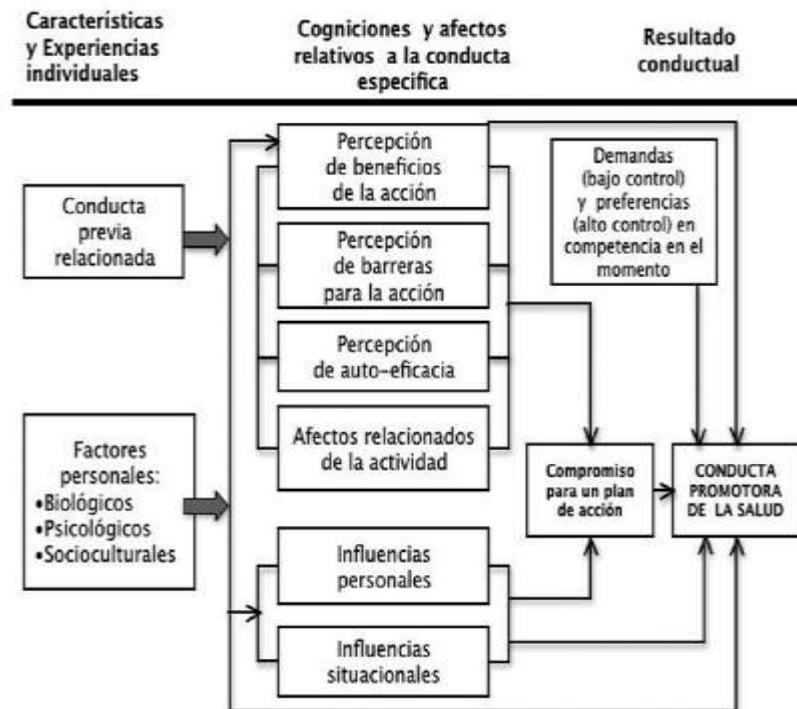 Características
y Experiencias
individuales
Cogniciones y afectos
relativos a la conducta
especifica
Resultado
conductual
Conducta
previa
relacionada
Factores
personales:
•Biológicos
•Psicológicos
•Socioculturales
Percepción
de beneficios
de la acción
Percepción
de barreras
para la acción
Percepción
de auto-eficacia
Afectos relacionados
de la actividad
Influencias
personales
Influencias
situacionales
Demandas
(bajo control)
y preferencias
(alto control) en
competencia en el
momento
Compromiso
para un plan
de acción
CONDUCTA
PROMOTORA
DE LA SALUD